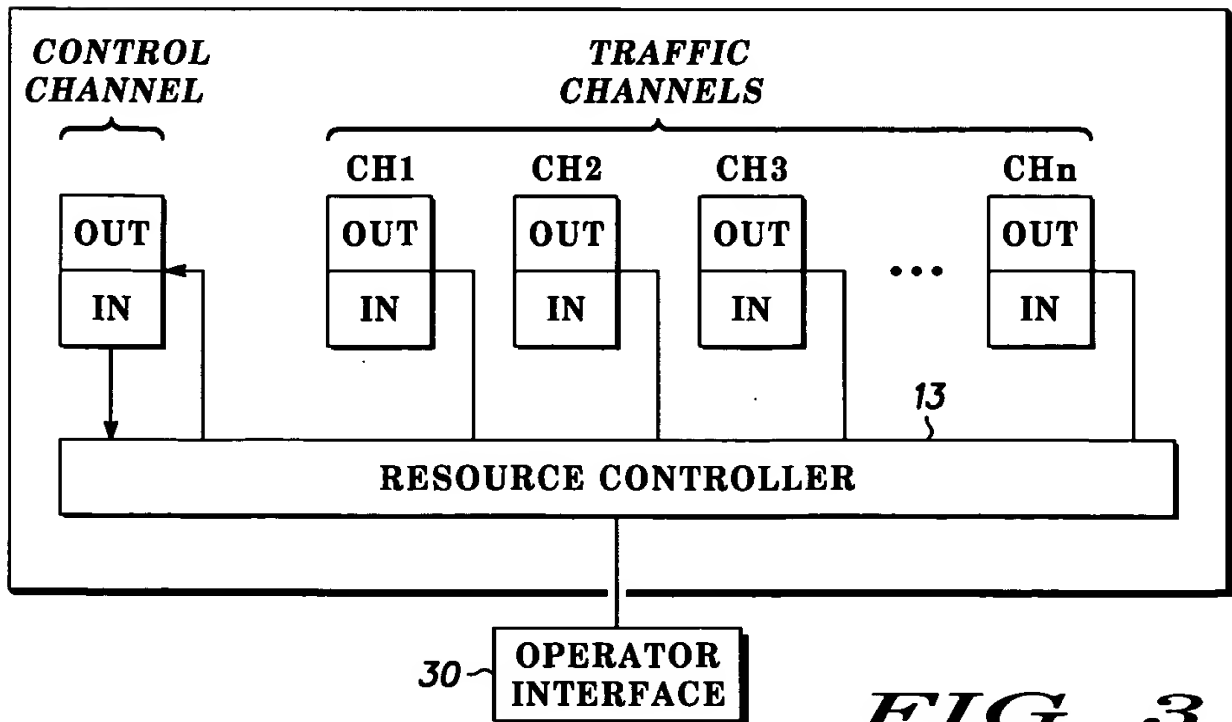 CONTROL CHANNEL
TRAFFIC CHANNELS
CH1 CH2 CH3 ••• CHn
OUT OUT OUT OUT OUT
IN IN IN IN IN
13
RESOURCE CONTROLLER
30
OPERATOR
INTERFACE
FIG. 3